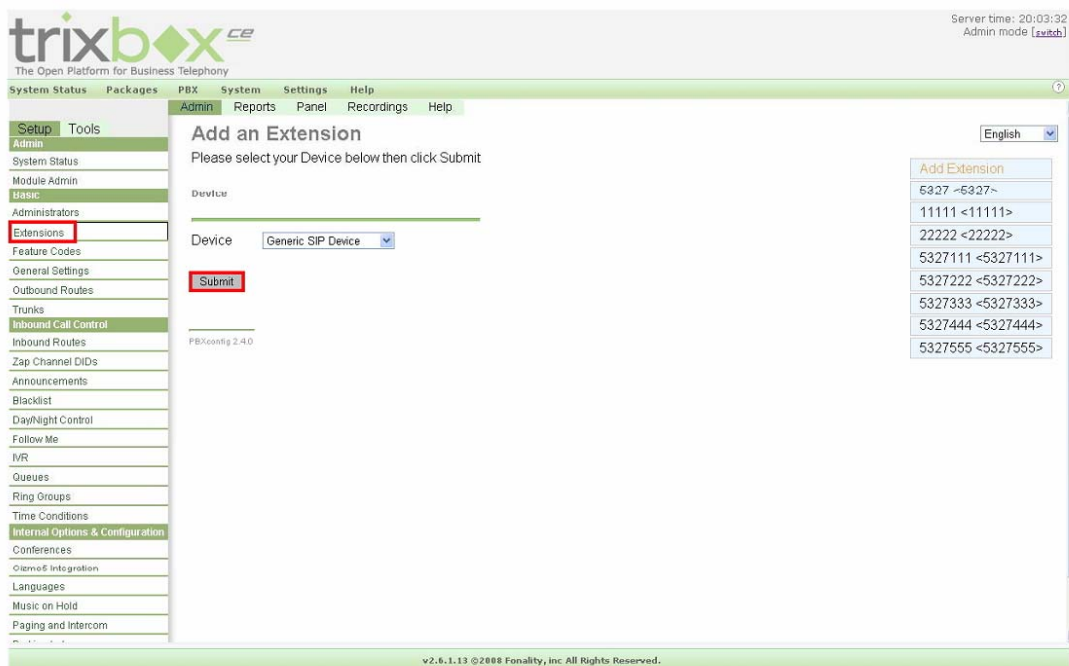 Server time: 20:03:32
Admin mode [switch]
trixbox ce
The Open Platform for Business Telephony
System Status Packages PBX System Settings Help
Admin Reports Panel Recordings Help
Setup Tools
Admin
System Status
Module Admin
Basic
Administrators
Extensions
Feature Codes
General Settings
Outbound Routes
Trunks
Inbound Call Control
Inbound Routes
Zap Channel DIDs
Announcements
Blacklist
Day/Night Control
Follow Me
IVR
Queues
Ring Groups
Time Conditions
Internal Options & Configuration
Conferences
Gizmo5 Integration
Languages
Music on Hold
Paging and Intercom
Add an Extension
Please select your Device below then click Submit
Device
Device Generic SIP Device
Submit
PBXconfig 2.4.0
English
Add Extension
5327 <5327>
11111 <11111>
22222 <22222>
5327111 <5327111>
5327222 <5327222>
5327333 <5327333>
5327444 <5327444>
5327555 <5327555>
v2.6.1.13 ©2008 Fonality, inc All Rights Reserved.